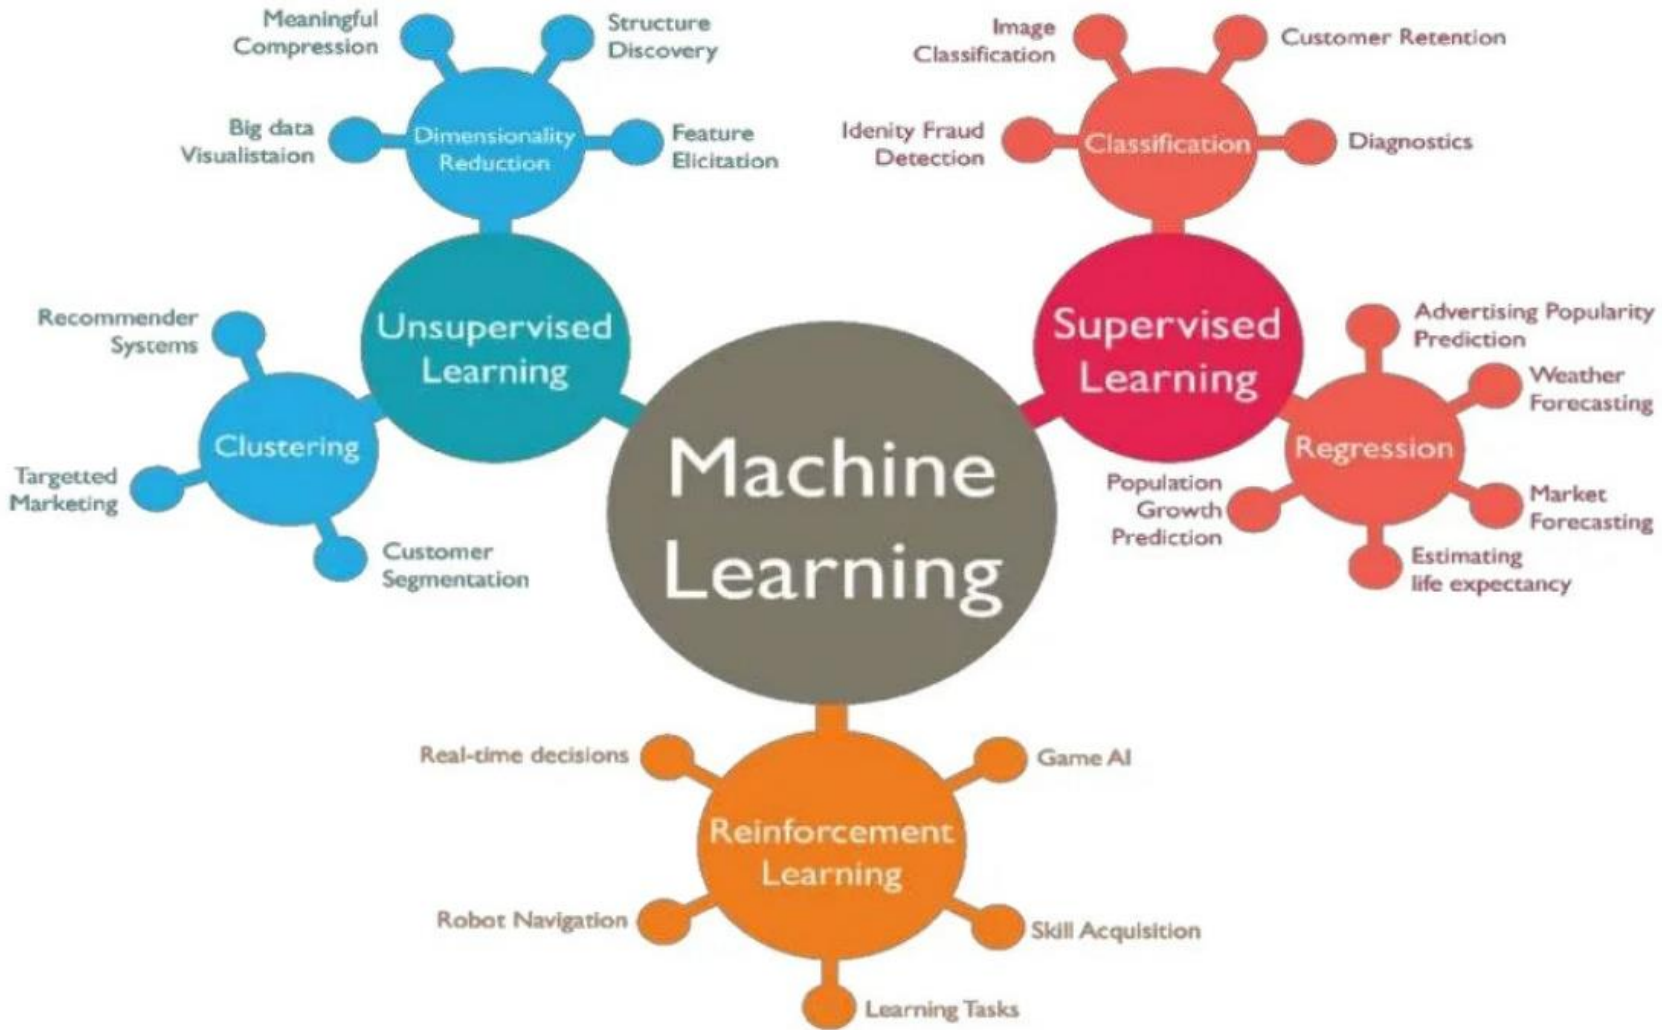 Meaningful
Compression
Structure
Discovery
Big data
Visualistaion
Dimensionality
Reduction
Feature
Elicitation
Image
Classification
Customer Retention
Idenity Fraud
Detection
Classification
Diagnostics
Recommender
Systems
Unsupervised
Learning
Clustering
Targetted
Marketing
Customer
Segmentation
Machine
Learning
Supervised
Learning
Advertising Popularity
Prediction
Weather
Forecasting
Regression
Population
Growth
Prediction
Market
Forecasting
Estimating
life expectancy
Real-time decisions
Game AI
Reinforcement
Learning
Robot Navigation
Skill Acquisition
Learning Tasks